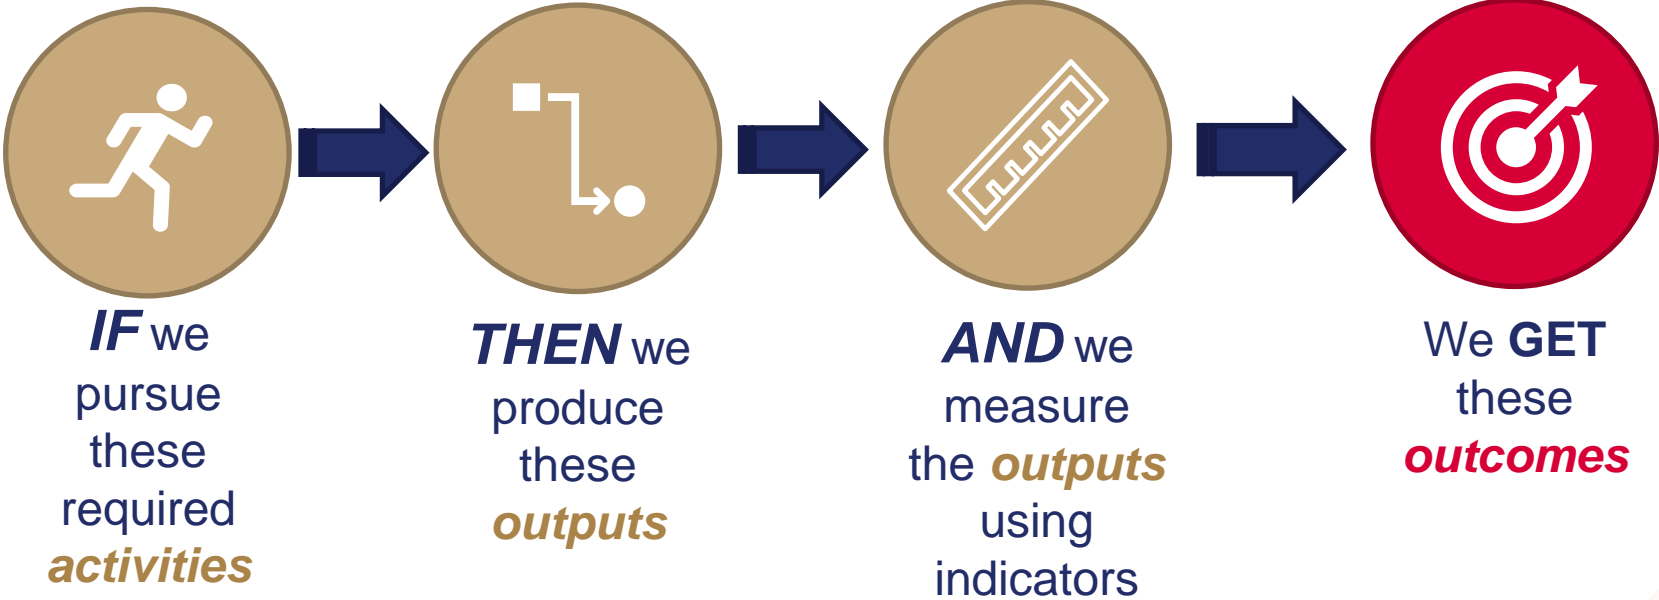 IF we
pursue
these
required
activities
THEN we
produce
these
outputs
AND we
measure
the outputs
using
indicators
We GET
these
outcomes